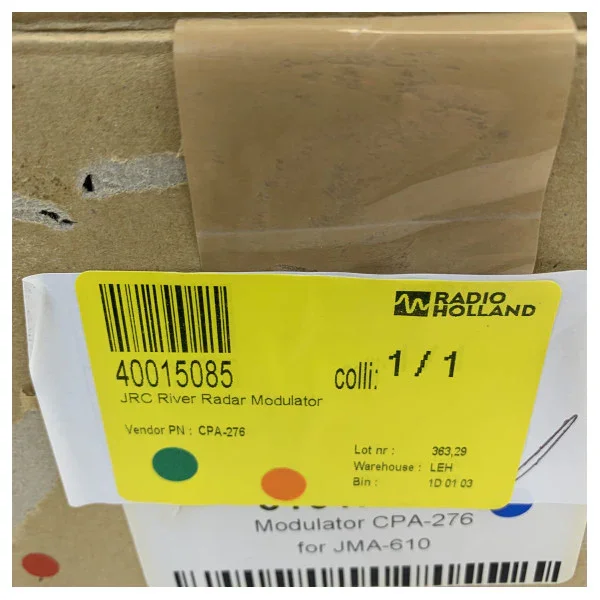 RADIO
HOLLAND
40015085
colli: 1 / 1
JRC River Radar Modulator
Vendor PN : CPA-276
Lot nr : 363,29
Warehouse : LEH
Bin : 1D 01 03
Modulator CPA-276
for JMA-610